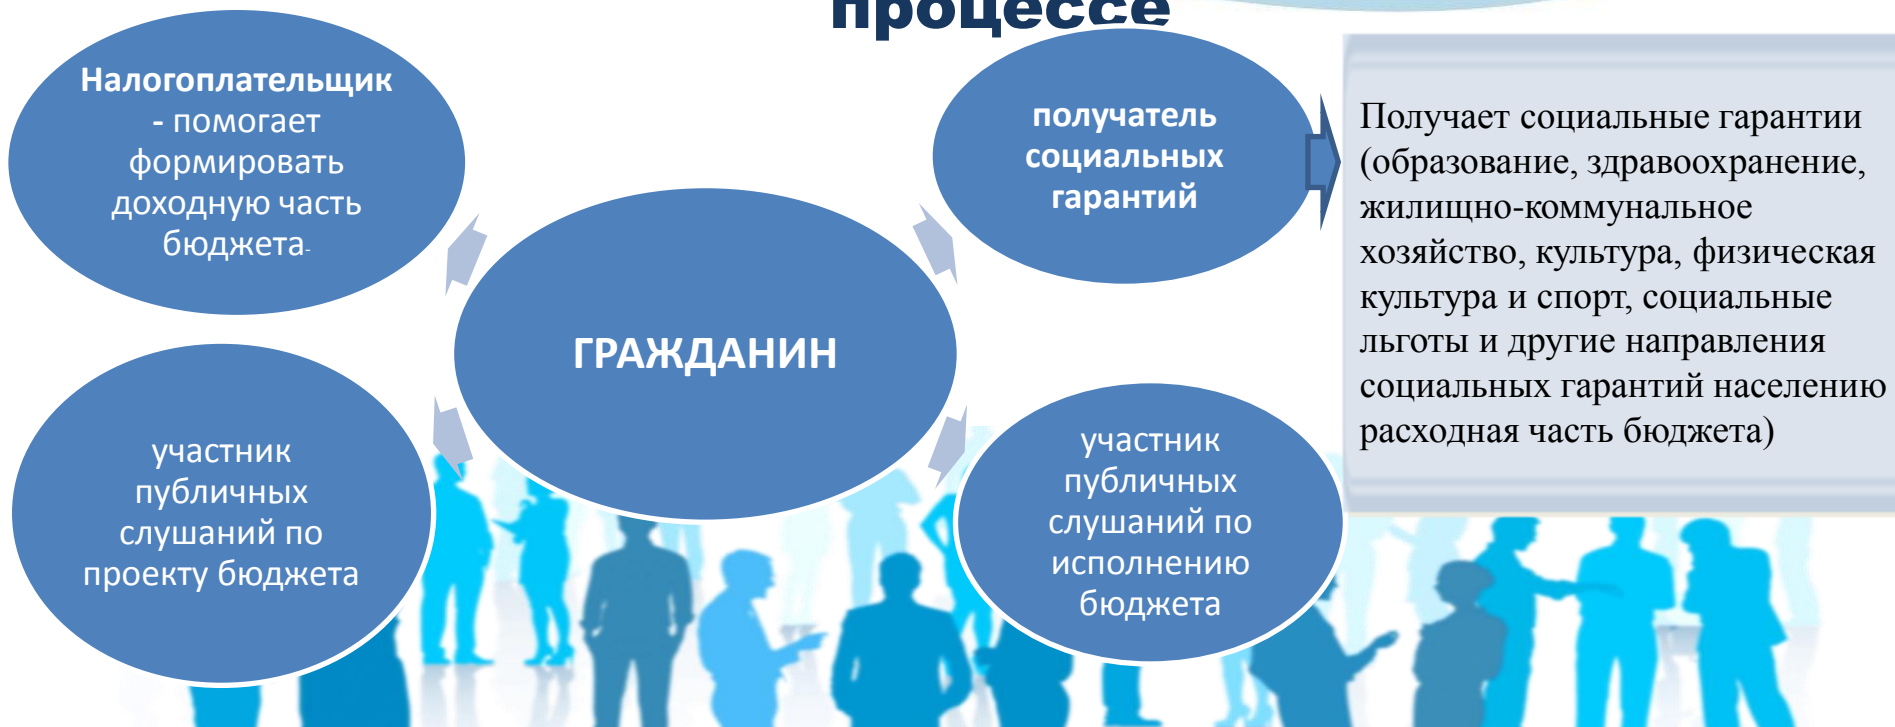 процессе
Налогоплательщик
- помогает
формировать
доходную часть
бюджета-
получатель
социальных
гарантий
Получает социальные гарантии
(образование, здравоохранение,
жилищно-коммунальное
хозяйство, культура, физическая
культура и спорт, социальные
льготы и другие направления
социальных гарантий населению
расходная часть бюджета)
ГРАЖДАНИН
участник
публичных
слушаний по
проекту бюджета
участник
публичных
слушаний по
исполнению
бюджета